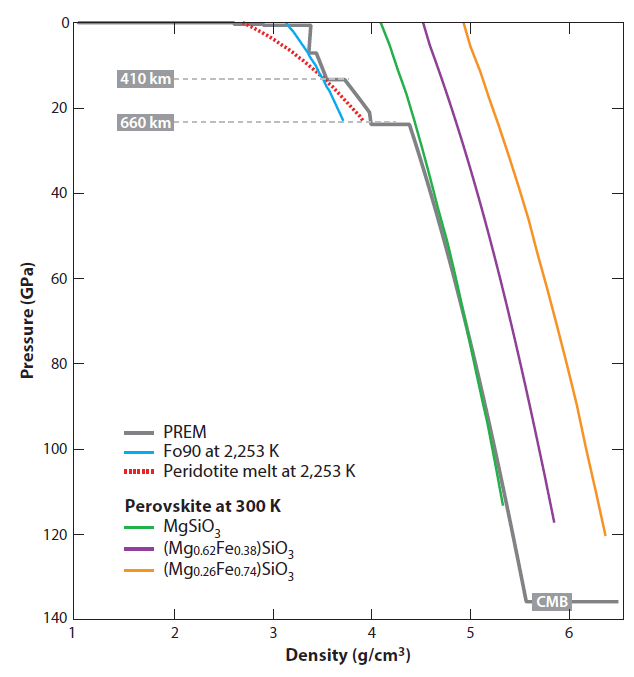 0
20
40
60
80
100
120
140
Pressure (GPa)
410 km
660 km
PREM
Fo90 at 2,253 K
Peridotite melt at 2,253 K
Perovskite at 300 K
MgSiO3
(Mg0.62Fe0.38)SiO3
(Mg0.26Fe0.74)SiO3
CMB
1 2 3 4 5 6
Density (g/cm³)